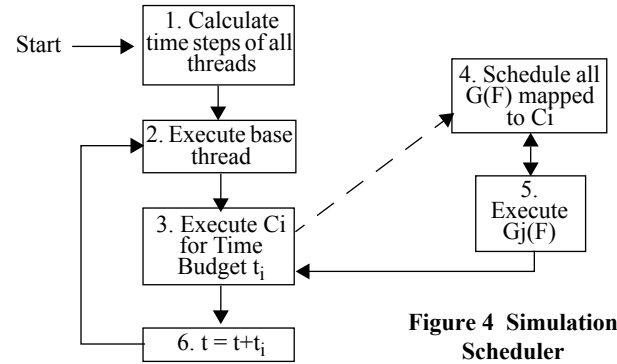 Start
1. Calculate
time steps of all
threads
2. Execute base
thread
3. Execute Ci
for Time
Budget ti
6. t = t+ti
4. Schedule all
G(F) mapped
to Ci
5.
Execute
Gj(F)
Figure 4 Simulation
Scheduler